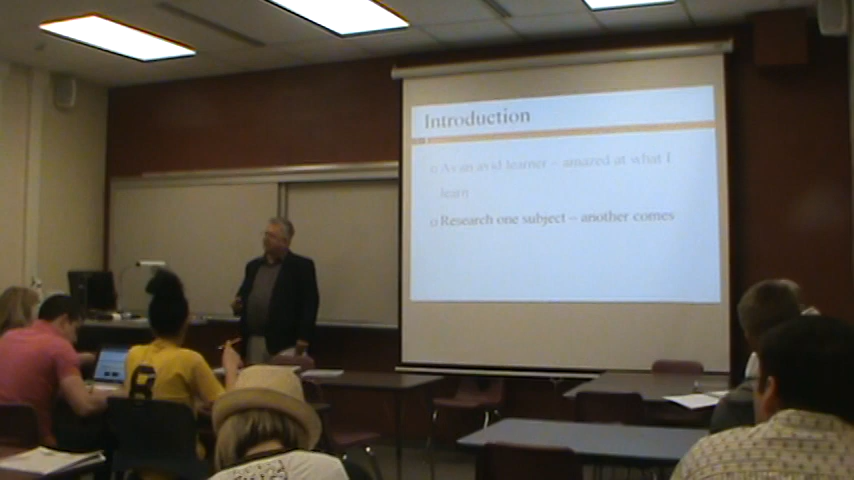 Introduction
As an avid learner – amazed at what I
learn
Research one subject – another comes